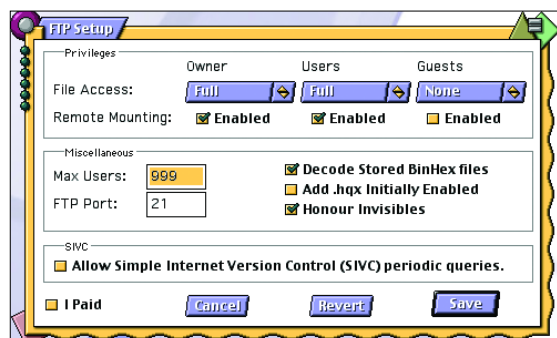 FTP Setup
Privileges
Owner Users Guests
File Access: Full Full None
Remote Mounting: Enabled Enabled Enabled
Miscellaneous
Max Users: 999
Decode Stored BinHex files
Add .hqx Initially Enabled
FTP Port: 21
Honour Invisibles
SIVC
Allow Simple Internet Version Control (SIVC) periodic queries.
I Paid Cancel Revert Save